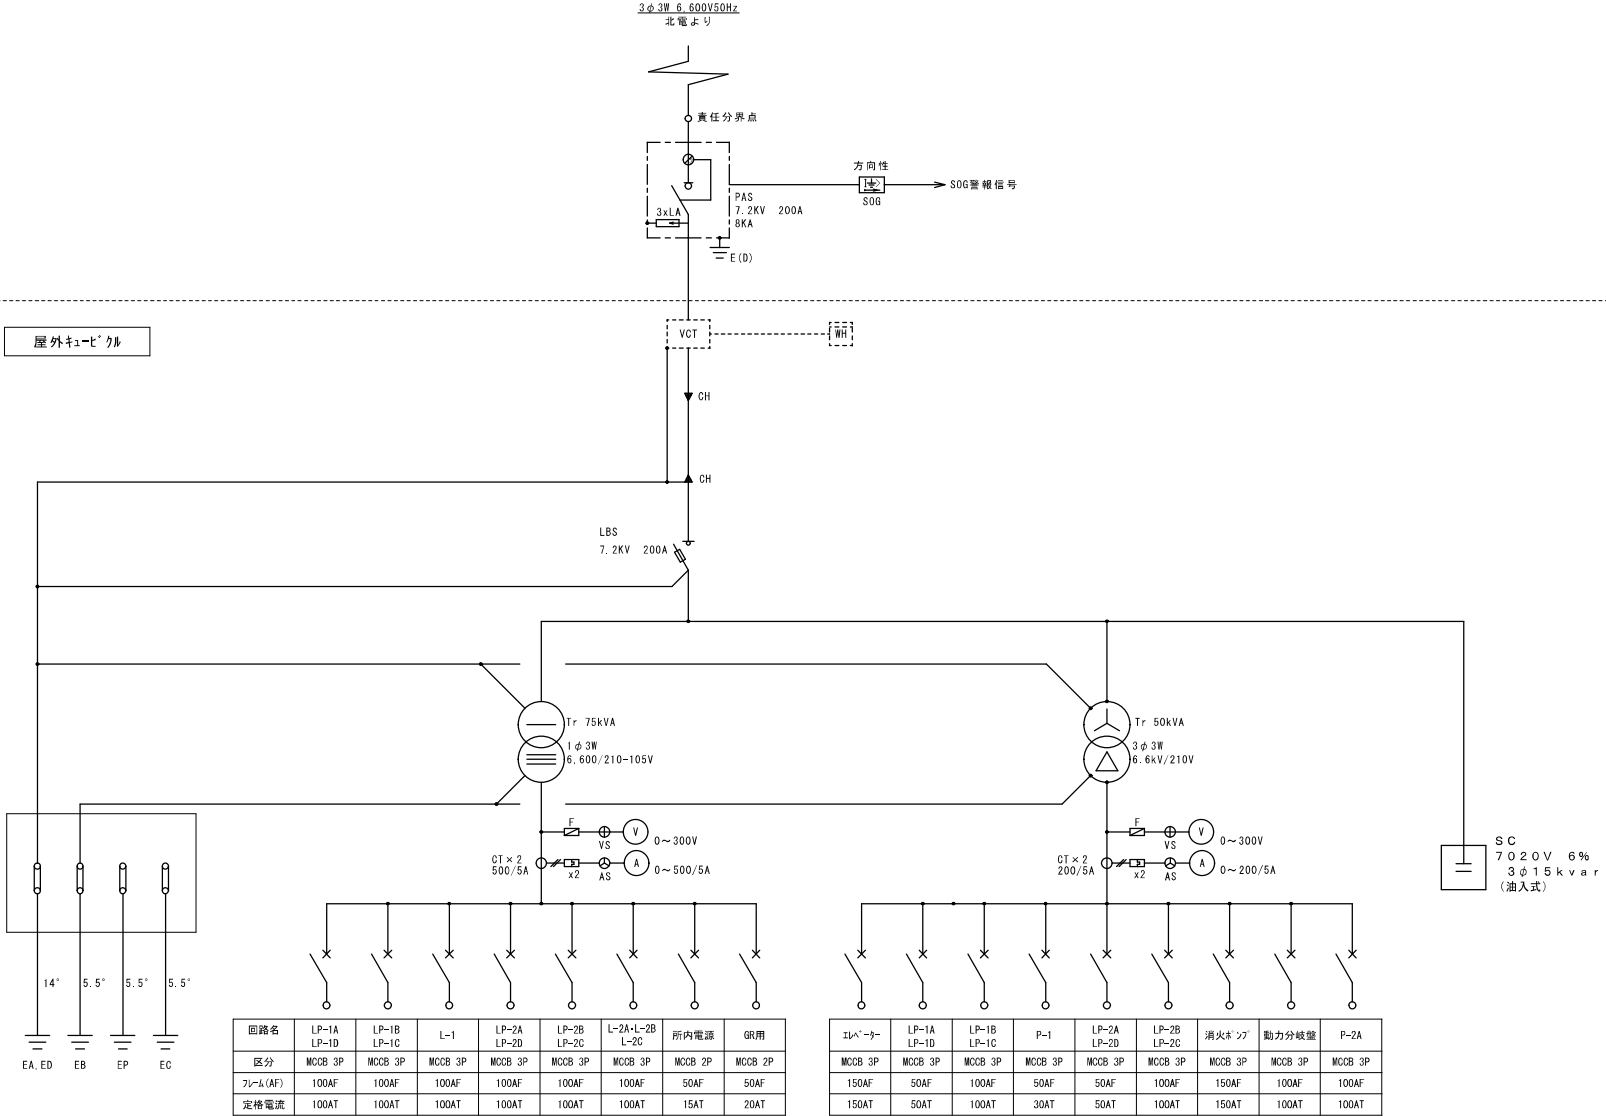 3φ3W 6,600V50Hz
北電より
責任分界点
方向性
SOG
SOG警報信号
3xLA
PAS
7.2KV 200A
8KA
E(D)
屋外ｷｭｰﾋﾞｸﾙ
VCT
WH
CH
CH
LBS
7.2KV 200A
Tr 75kVA
1φ3W
6,600/210-105V
Tr 50kVA
3φ3W
6.6kV/210V
F
VS
V
0～300V
CT×2
500/5A
x2
AS
A
0～500/5A
F
VS
V
0～300V
CT×2
200/5A
x2
AS
A
0～200/5A
SC
7020V 6%
3φ15kvar
(油入式)
14°
5.5°
5.5°
5.5°
EA,ED
EB
EP
EC
回路名 LP-1A LP-1D LP-1B LP-1C L-1 LP-2A LP-2D LP-2B LP-2C L-2A・L-2B L-2C 所内電源 GR用
区分 MCCB 3P MCCB 3P MCCB 3P MCCB 3P MCCB 3P MCCB 3P MCCB 2P MCCB 2P
ﾌﾚｰﾑ(AF) 100AF 100AF 100AF 100AF 100AF 100AF 50AF 50AF
定格電流 100AT 100AT 100AT 100AT 100AT 100AT 15AT 20AT
ｴﾚﾍﾞｰﾀｰ LP-1A LP-1D LP-1B LP-1C P-1 LP-2A LP-2D LP-2B LP-2C 消火ﾎﾟﾝﾌﾟ 動力分岐盤 P-2A
MCCB 3P MCCB 3P MCCB 3P MCCB 3P MCCB 3P MCCB 3P MCCB 3P MCCB 3P MCCB 3P
150AF 50AF 100AF 50AF 50AF 100AF 150AF 100AF 100AF
150AT 50AT 100AT 30AT 50AT 100AT 150AT 100AT 100AT